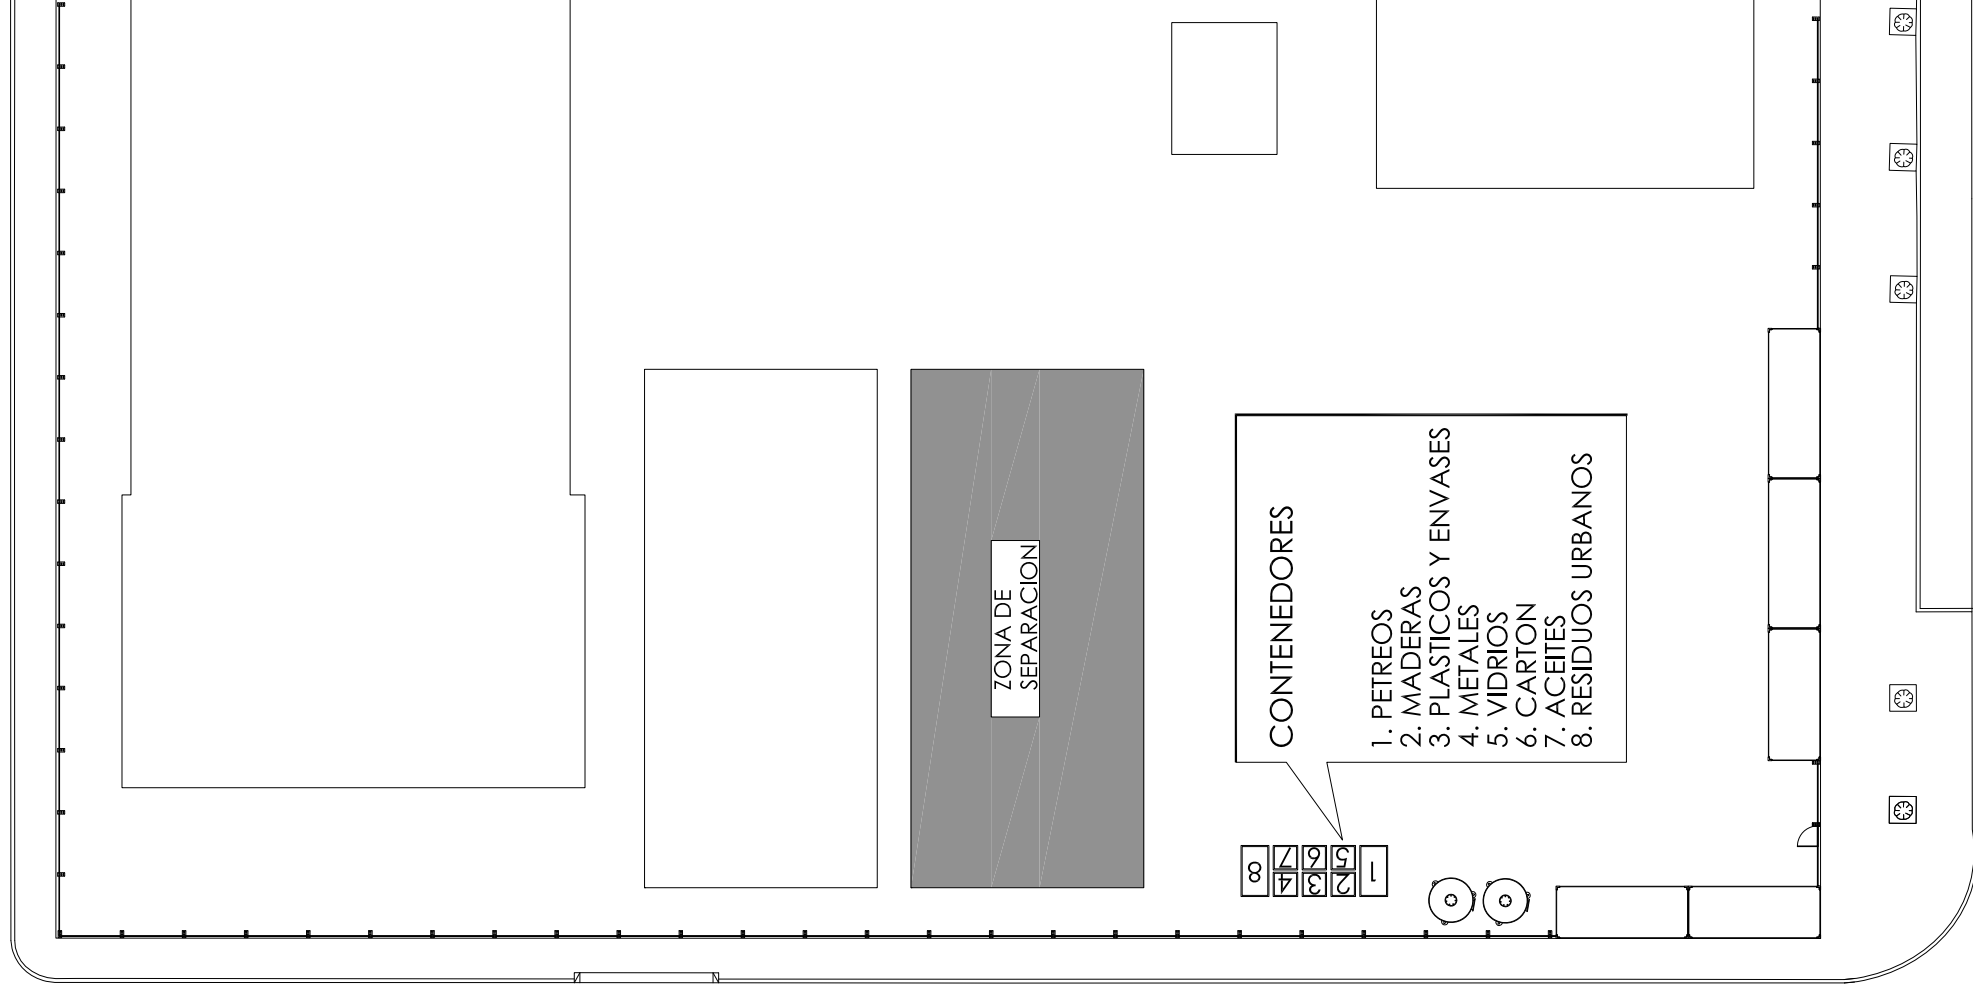 ZONA DE
SEPARACION
CONTENEDORES
1. PETREOS
2. MADERAS
3. PLASTICOS Y ENVASES
4. METALES
5. VIDRIOS
6. CARTON
7. ACEITES
8. RESIDUOS URBANOS
8 7 6 5 1
4 3 2